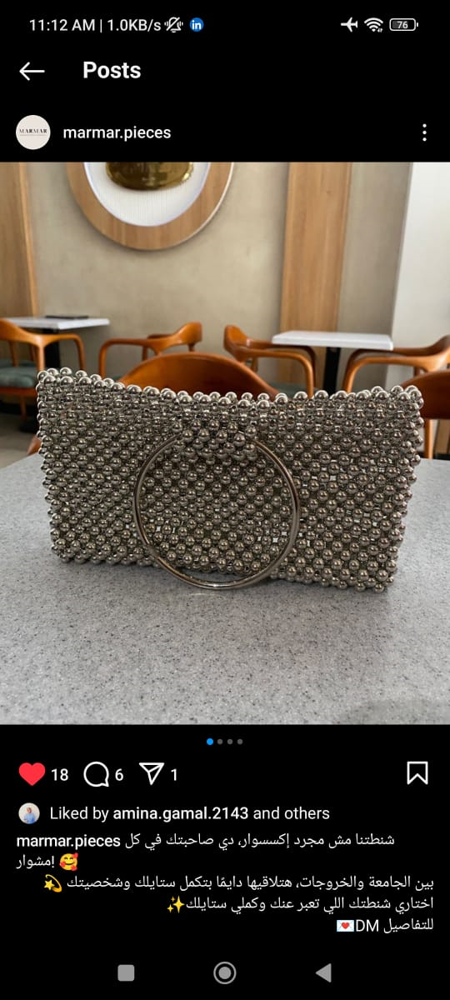 11:12 AM | 1.0KB/s
76
Posts
MARMAR
marmar.pieces
18 6 1
Liked by amina.gamal.2143 and others
marmar.pieces شنطتنا مش مجرد إكسسوار، دي صاحبتك في كل
مشوار! 🥰
بين الجامعة والخروجات، هتلاقيها دايمًا بتكمل ستايلك وشخصيتك 💫
اختاري شنطتك اللي تعبر عنك وكملي ستايلك✨
للتفاصيل DM💌